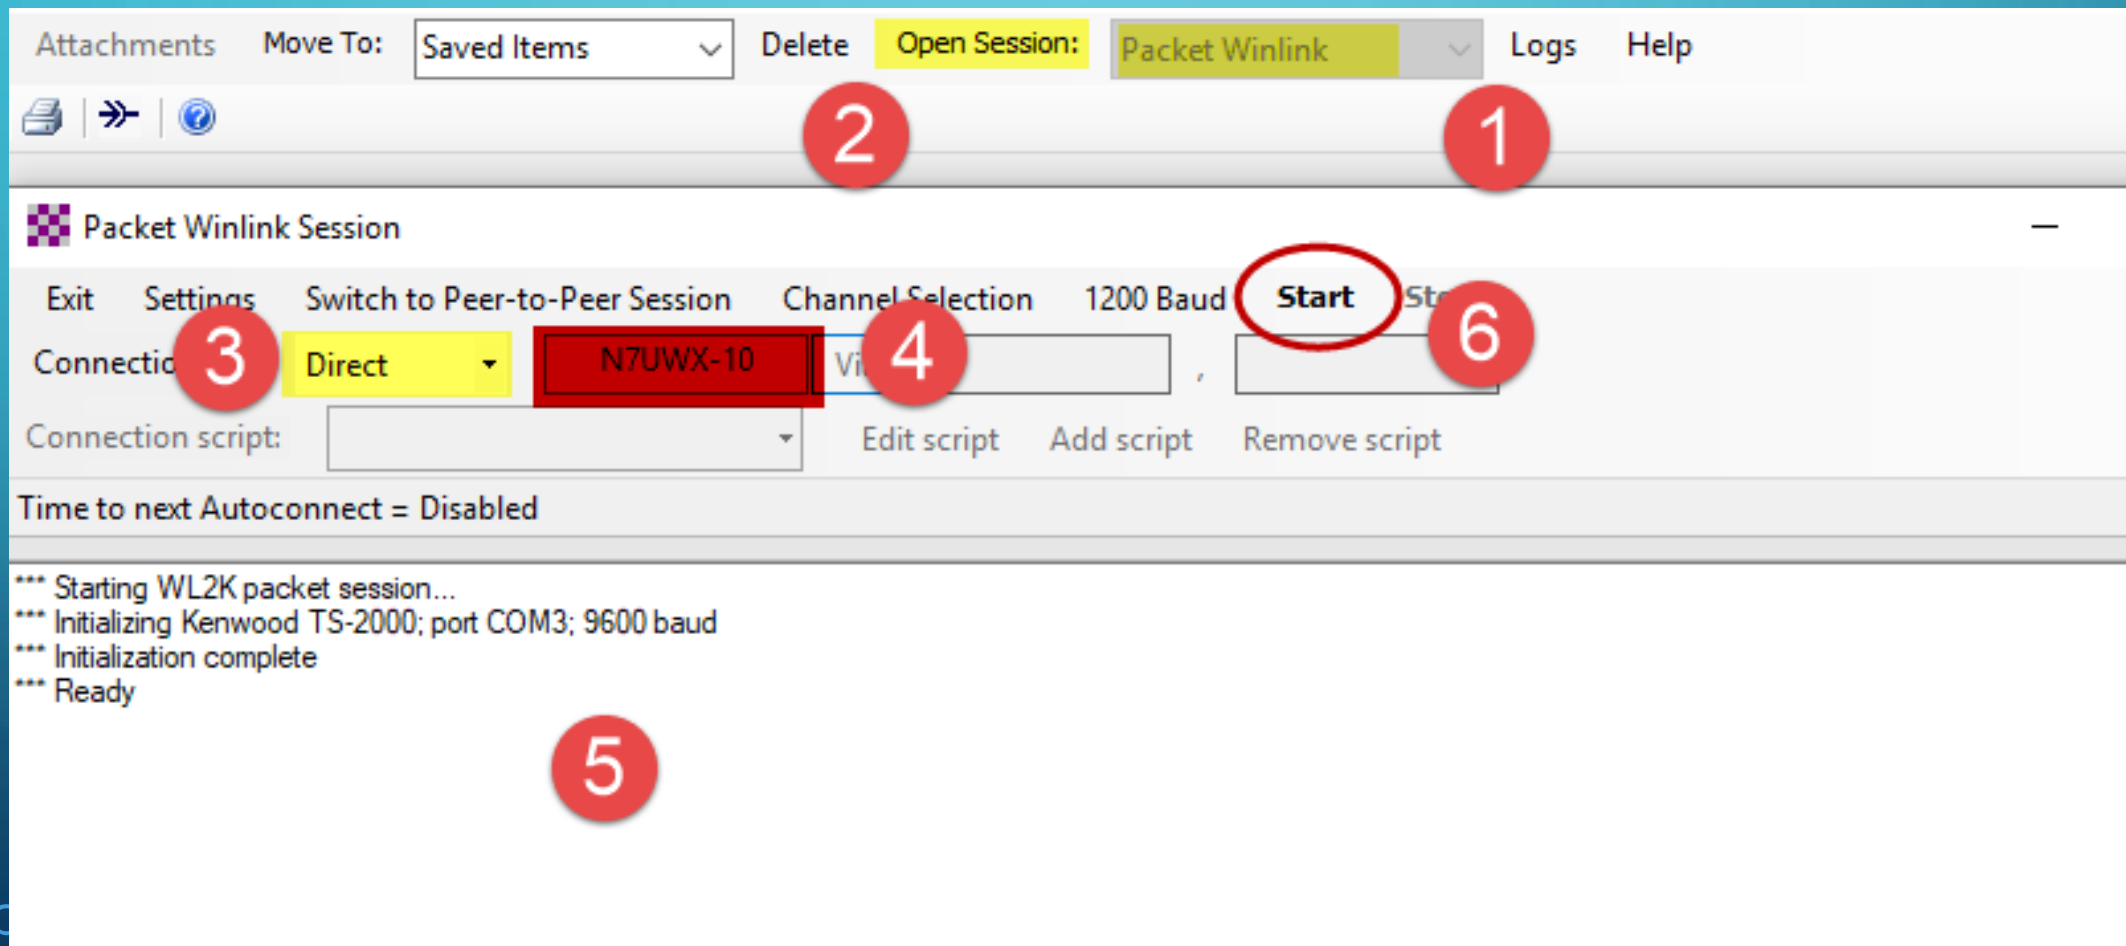 Attachments Move To: Saved Items Delete Open Session: Packet Winlink Logs Help
2 1
Packet Winlink Session
Exit Settings Switch to Peer-to-Peer Session Channel Selection 1200 Baud Start
3 Direct N7UWX-10 4 , 6
Connection script: Edit script Add script Remove script
Time to next Autoconnect = Disabled
*** Starting WL2K packet session...
*** Initializing Kenwood TS-2000; port COM3; 9600 baud
*** Initialization complete
*** Ready
5